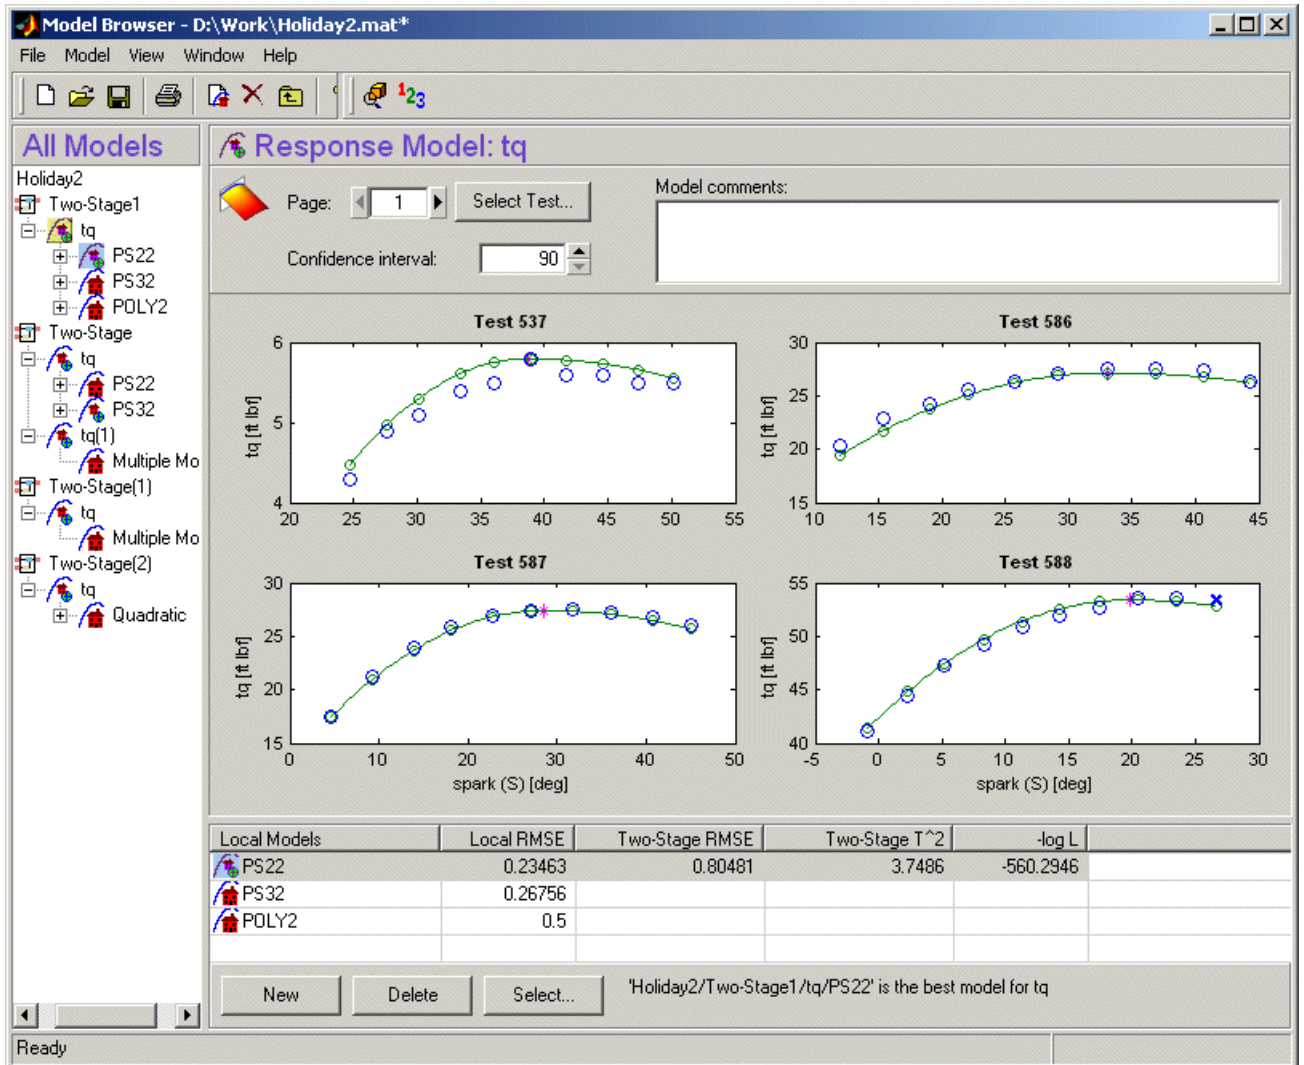 Model Browser - D:\Work\Holiday2.mat*
File Model View Window Help
123
All Models
Holiday2
Two-Stage1
tq
PS22
PS32
POLY2
Two-Stage
tq
PS22
PS32
tq(1)
Multiple Mo
Two-Stage(1)
tq
Multiple Mo
Two-Stage(2)
tq
Quadratic
Response Model: tq
Page: 1 Select Test...
Confidence interval: 90
Model comments:
Test 537
6
5
4
tq [ft lbf]
20 25 30 35 40 45 50 55
Test 586
30
25
20
15
tq [ft lbf]
10 15 20 25 30 35 40 45
Test 587
30
25
20
15
tq [ft lbf]
0 10 20 30 40 50
spark (S) [deg]
Test 588
55
50
45
40
tq [ft lbf]
-5 0 5 10 15 20 25 30
spark (S) [deg]
Local Models Local RMSE Two-Stage RMSE Two-Stage T^2 -log L
PS22 0.23463 0.80481 3.7486 -560.2946
PS32 0.26756
POLY2 0.5
New Delete Select... 'Holiday2/Two-Stage1/tq/PS22' is the best model for tq
Ready